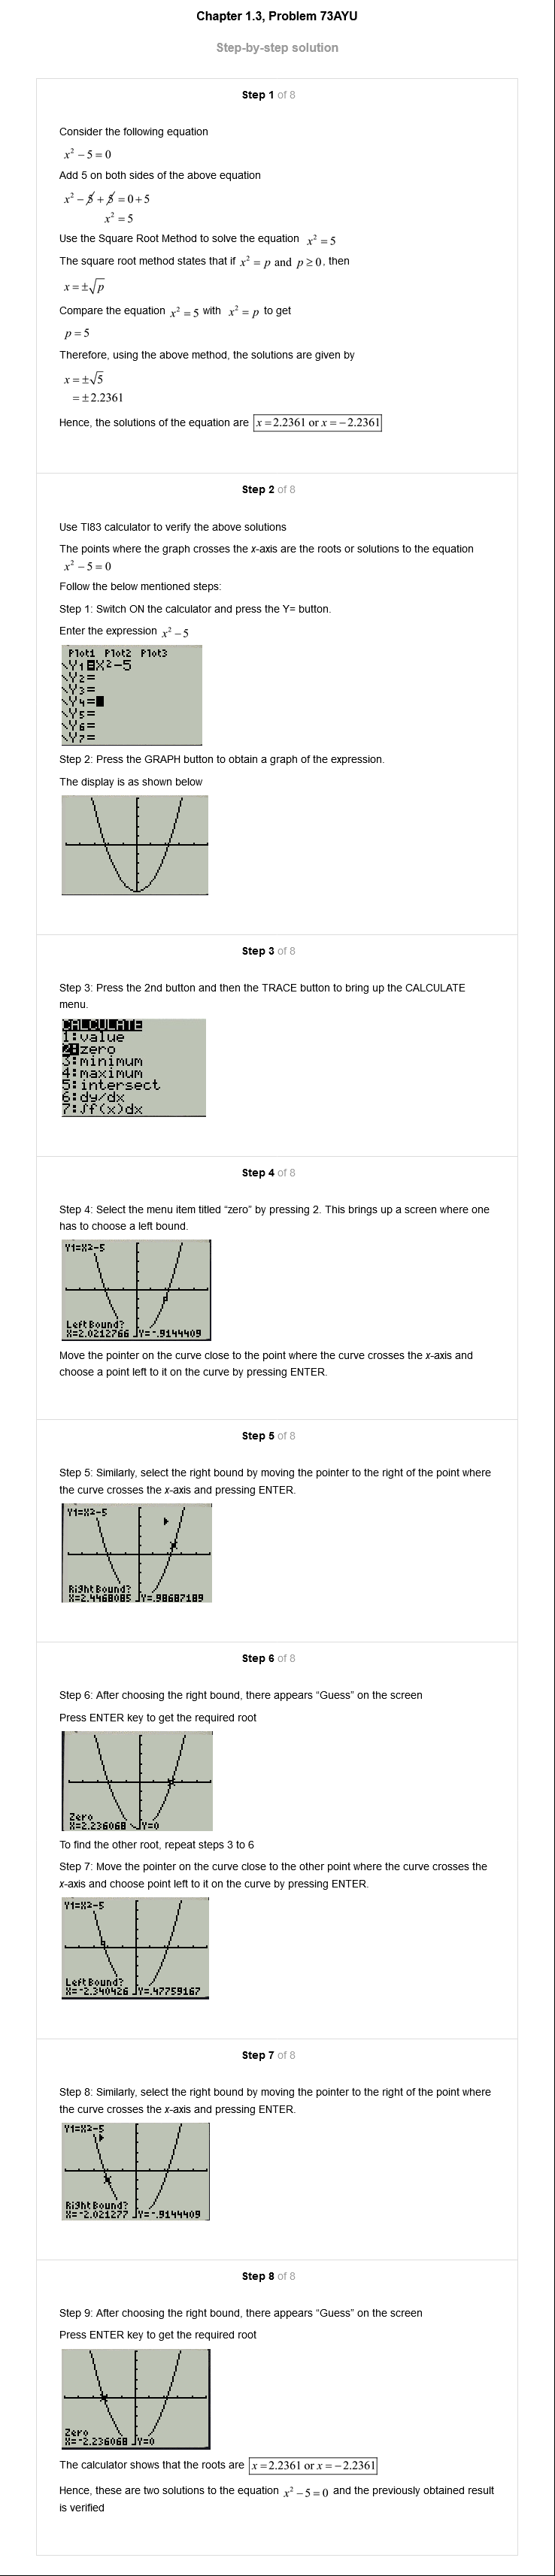 Chapter 1.3, Problem 73AYU
Step-by-step solution
Step 1 of 8
Consider the following equation
x² − 5 = 0
Add 5 on both sides of the above equation
x² − 5 + 5 = 0 + 5
x² = 5
Use the Square Root Method to solve the equation x² = 5
The square root method states that if x² = p and p ≥ 0, then
x = ±√p
Compare the equation x² = 5 with x² = p to get
p = 5
Therefore, using the above method, the solutions are given by
x = ±√5
= ± 2.2361
Hence, the solutions of the equation are x = 2.2361 or x = − 2.2361
Step 2 of 8
Use TI83 calculator to verify the above solutions
The points where the graph crosses the x-axis are the roots or solutions to the equation
x² − 5 = 0
Follow the below mentioned steps:
Step 1: Switch ON the calculator and press the Y= button.
Enter the expression x² − 5
Plot1 Plot2 Plot3
\Y1=X²-5
\Y2=
\Y3=
\Y4=
\Y5=
\Y6=
\Y7=
Step 2: Press the GRAPH button to obtain a graph of the expression.
The display is as shown below
Step 3 of 8
Step 3: Press the 2nd button and then the TRACE button to bring up the CALCULATE
menu.
CALCULATE
1:value
2:zero
3:minimum
4:maximum
5:intersect
6:dy/dx
7:∫f(x)dx
Step 4 of 8
Step 4: Select the menu item titled “zero” by pressing 2. This brings up a screen where one
has to choose a left bound.
Y1=X²-5
Left Bound?
X=2.0212766 Y=-.9144409
Move the pointer on the curve close to the point where the curve crosses the x-axis and
choose a point left to it on the curve by pressing ENTER.
Step 5 of 8
Step 5: Similarly, select the right bound by moving the pointer to the right of the point where
the curve crosses the x-axis and pressing ENTER.
Y1=X²-5
Right Bound?
X=2.4468085 Y=.98687189
Step 6 of 8
Step 6: After choosing the right bound, there appears “Guess” on the screen
Press ENTER key to get the required root
Zero
X=2.236068 Y=0
To find the other root, repeat steps 3 to 6
Step 7: Move the pointer on the curve close to the other point where the curve crosses the
x-axis and choose point left to it on the curve by pressing ENTER.
Y1=X²-5
Left Bound?
X=-2.340426 Y=.47759167
Step 7 of 8
Step 8: Similarly, select the right bound by moving the pointer to the right of the point where
the curve crosses the x-axis and pressing ENTER.
Y1=X²-5
Right Bound?
X=-2.021277 Y=-.9144409
Step 8 of 8
Step 9: After choosing the right bound, there appears “Guess” on the screen
Press ENTER key to get the required root
Zero
X=-2.236068 Y=0
The calculator shows that the roots are x = 2.2361 or x = − 2.2361
Hence, these are two solutions to the equation x² − 5 = 0 and the previously obtained result
is verified